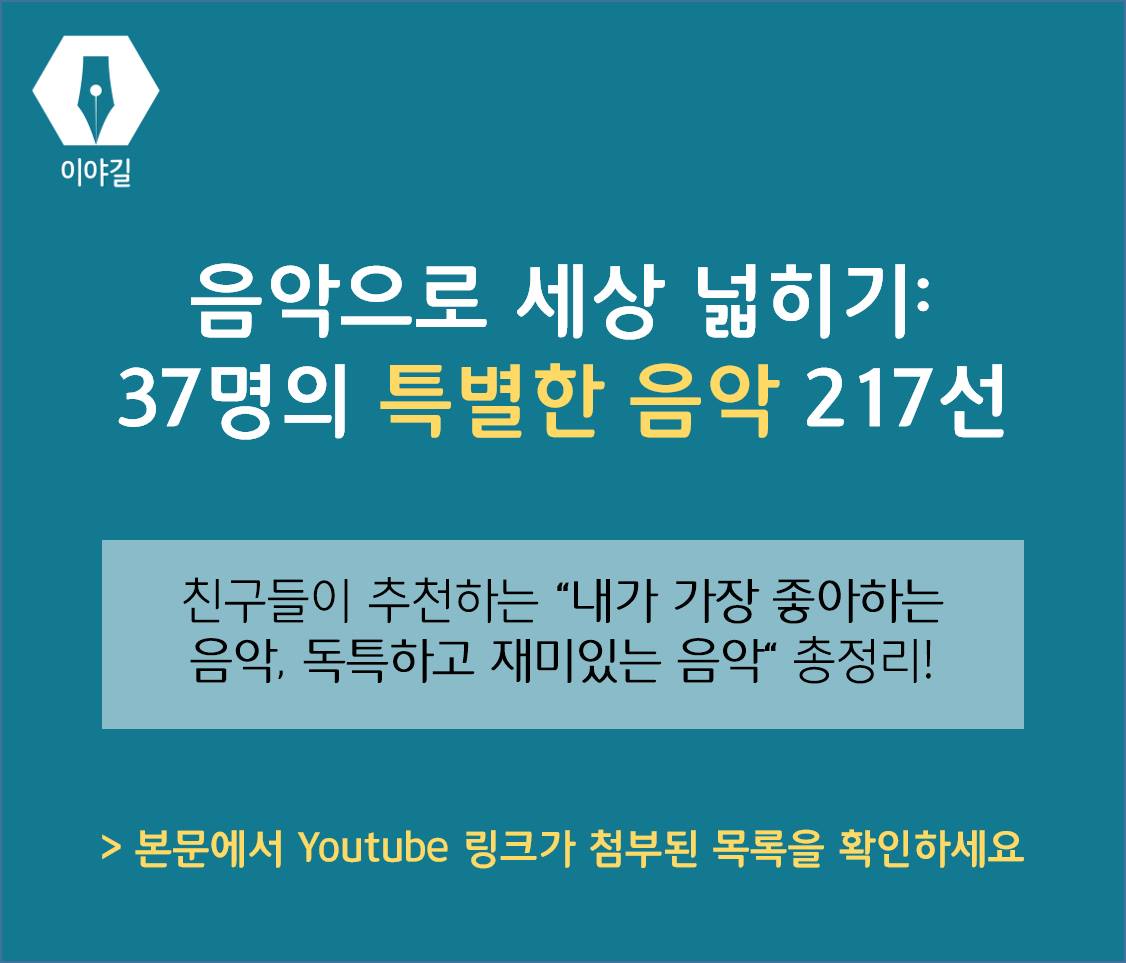 이야길
음악으로 세상 넓히기:
37명의 특별한 음악 217선
친구들이 추천하는 “내가 가장 좋아하는
음악, 독특하고 재미있는 음악“ 총정리!
> 본문에서 Youtube 링크가 첨부된 목록을 확인하세요